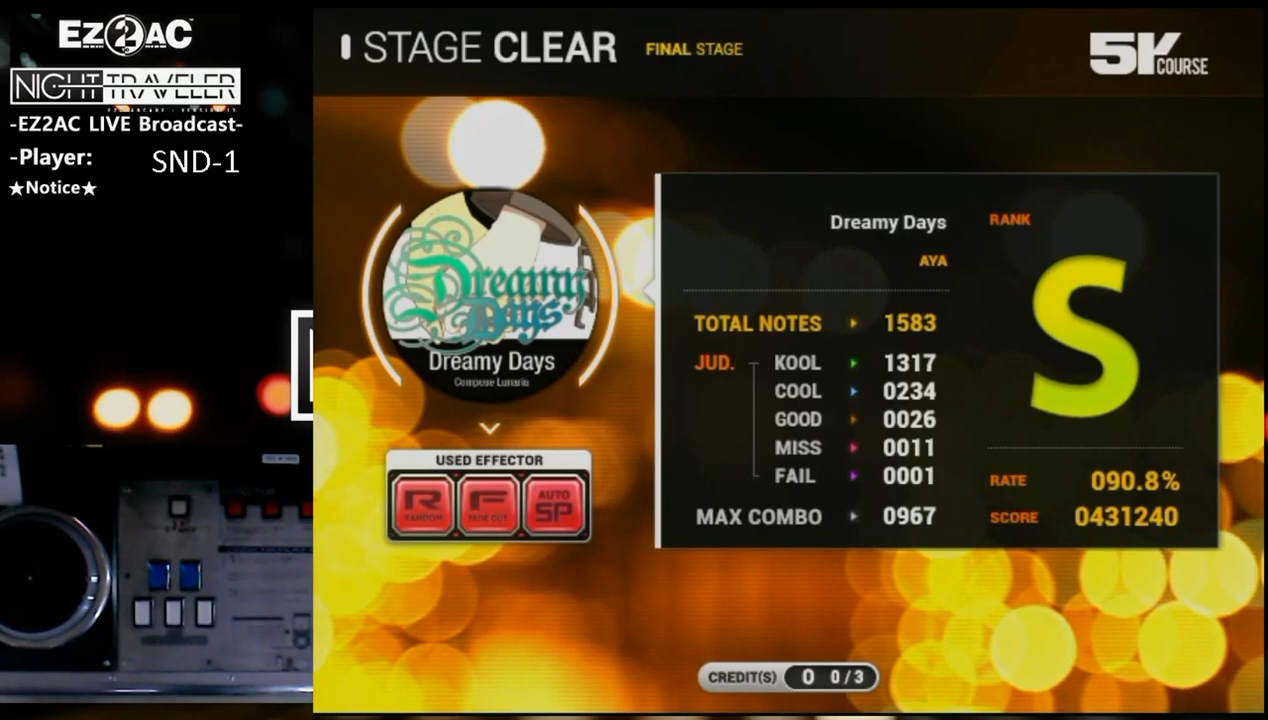 EZ2AC™
NIGHT TRAVELER
-EZ2AC LIVE Broadcast-
-Player: SND-1
★Notice★
STAGE CLEAR FINAL STAGE
5K COURSE
Dreamy Days
Dreamy Days
Compose Lunaria
USED EFFECTOR
R RANDOM
F FADE OUT
AUTO SP
Dreamy Days
AYA
TOTAL NOTES 1583
JUD. KOOL 1317
COOL 0234
GOOD 0026
MISS 0011
FAIL 0001
MAX COMBO 0967
RANK
S
RATE 090.8%
SCORE 0431240
CREDIT(S) 0 0/3